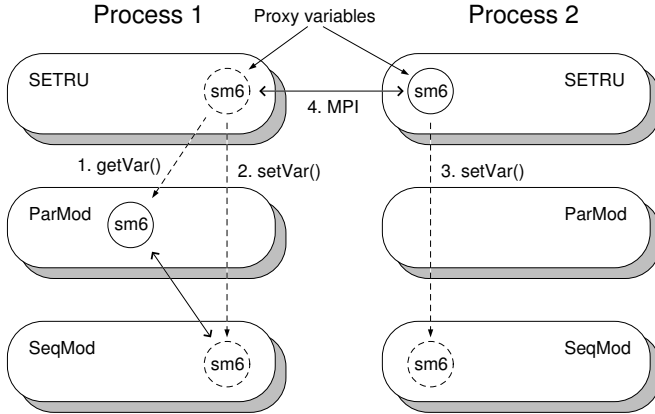 Process 1
Proxy variables
Process 2
SETRU
sm6
sm6
SETRU
4. MPI
1. getVar()
2. setVar()
3. setVar()
ParMod
sm6
ParMod
SeqMod
sm6
sm6
SeqMod